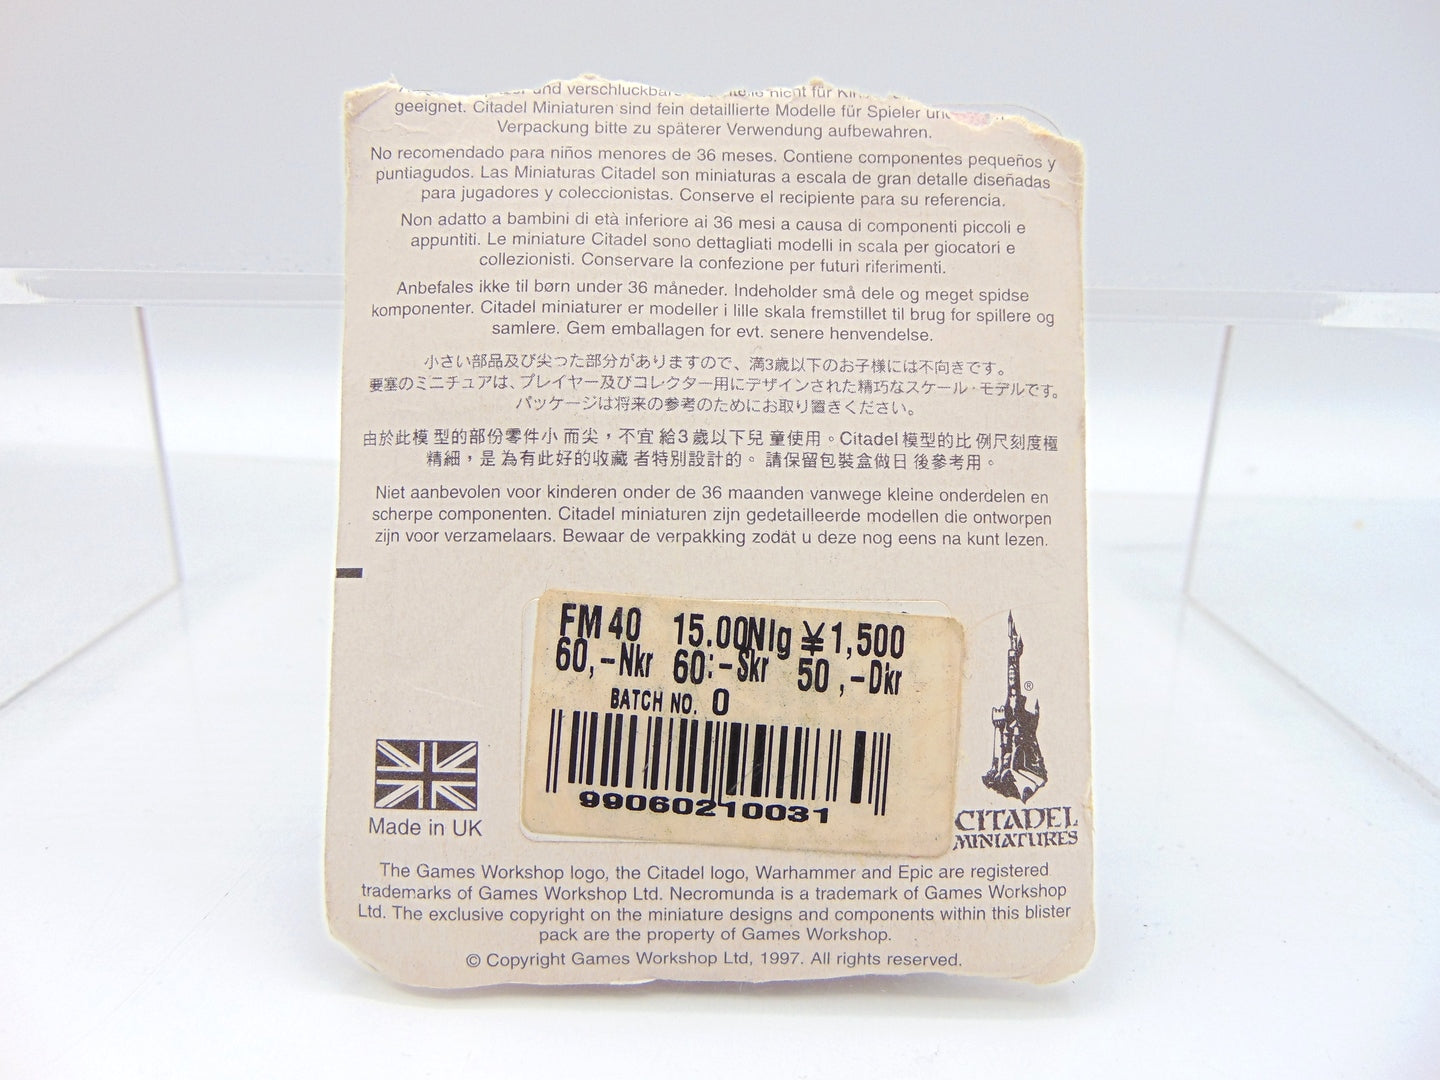 und verschluckbare nicht für
geeignet. Citadel Miniaturen sind fein detaillierte Modelle für Spieler
Verpackung bitte zu späterer Verwendung aufbewahren.
No recomendado para niños menores de 36 meses. Contiene componentes pequeños y
puntiagudos. Las Miniaturas Citadel son miniaturas a escala de gran detalle diseñadas
para jugadores y coleccionistas. Conserve el recipiente para su referencia.
Non adatto a bambini di età inferiore ai 36 mesi a causa di componenti piccoli e
appuntiti. Le miniature Citadel sono dettagliati modelli in scala per giocatori e
collezionisti. Conservare la confezione per futuri riferimenti.
Anbefales ikke til børn under 36 måneder. Indeholder små dele og meget spidse
komponenter. Citadel miniaturer er modeller i lille skala fremstillet til brug for spillere og
samlere. Gem emballagen for evt. senere henvendelse.
小さい部品及び尖った部分がありますので、満3歳以下のお子様には不向きです。
要塞のミニチュアは、プレイヤー及びコレクター用にデザインされた精巧なスケール・モデルです。
パッケージは将来の参考のためにお取り置きください。
由於此模型的部份零件小而尖，不宜給3歲以下兒童使用。Citadel模型的比例尺刻度極
精細，是為有此好的收藏者特別設計的。請保留包裝盒做日後參考用。
Niet aanbevolen voor kinderen onder de 36 maanden vanwege kleine onderdelen en
scherpe componenten. Citadel miniaturen zijn gedetailleerde modellen die ontworpen
zijn voor verzamelaars. Bewaar de verpakking zodat u deze nog eens na kunt lezen.
FM 40 15.00Nlg ¥1,500
60,-Nkr 60:-Skr 50,-Dkr
BATCH NO. 0
99060210031
Made in UK
®
CITADEL
MINIATURES
The Games Workshop logo, the Citadel logo, Warhammer and Epic are registered
trademarks of Games Workshop Ltd. Necromunda is a trademark of Games Workshop
Ltd. The exclusive copyright on the miniature designs and components within this blister
pack are the property of Games Workshop.
© Copyright Games Workshop Ltd, 1997. All rights reserved.